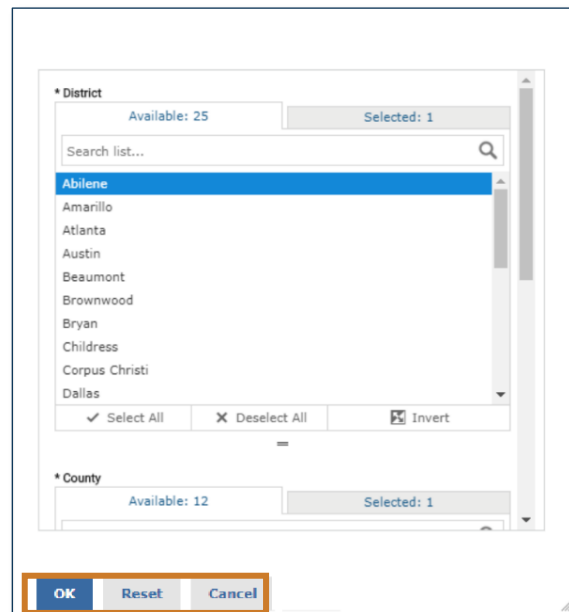 * District
Available: 25 Selected: 1
Search list...
Abilene
Amarillo
Atlanta
Austin
Beaumont
Brownwood
Bryan
Childress
Corpus Christi
Dallas
Select All Deselect All Invert
* County
Available: 12 Selected: 1
OK Reset Cancel